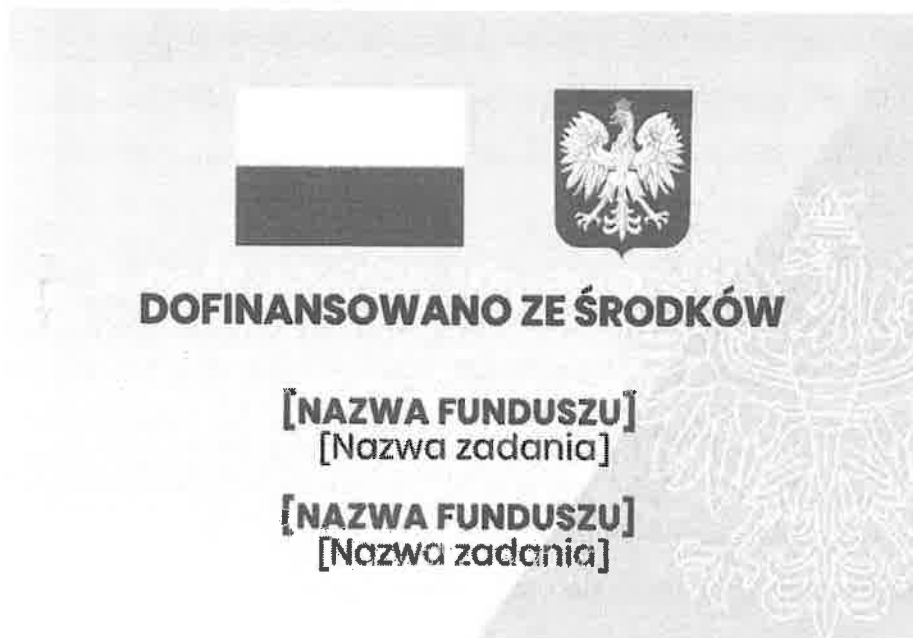 DOFINANSOWANO ZE ŚRODKÓW
[NAZWA FUNDUSZU]
[Nazwa zadania]
[NAZWA FUNDUSZU]
[Nazwa zadania]